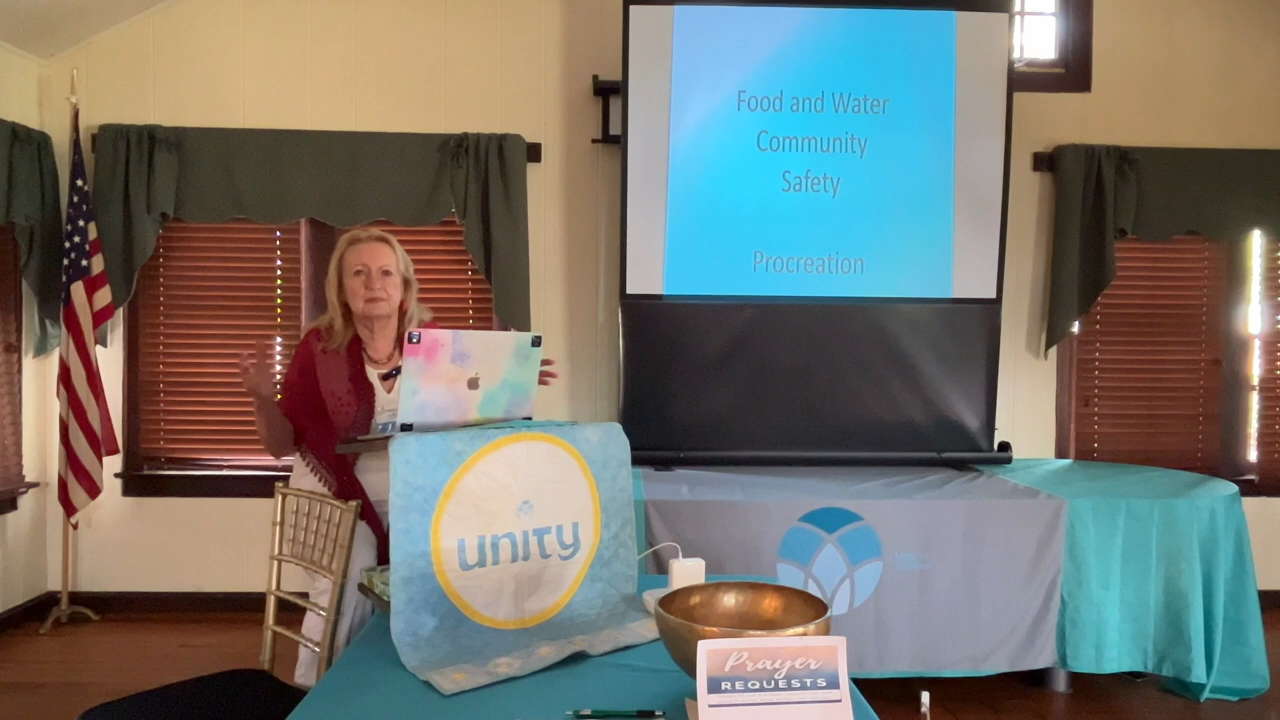 Food and Water
Community
Safety
Procreation
unity
Prayer
REQUESTS